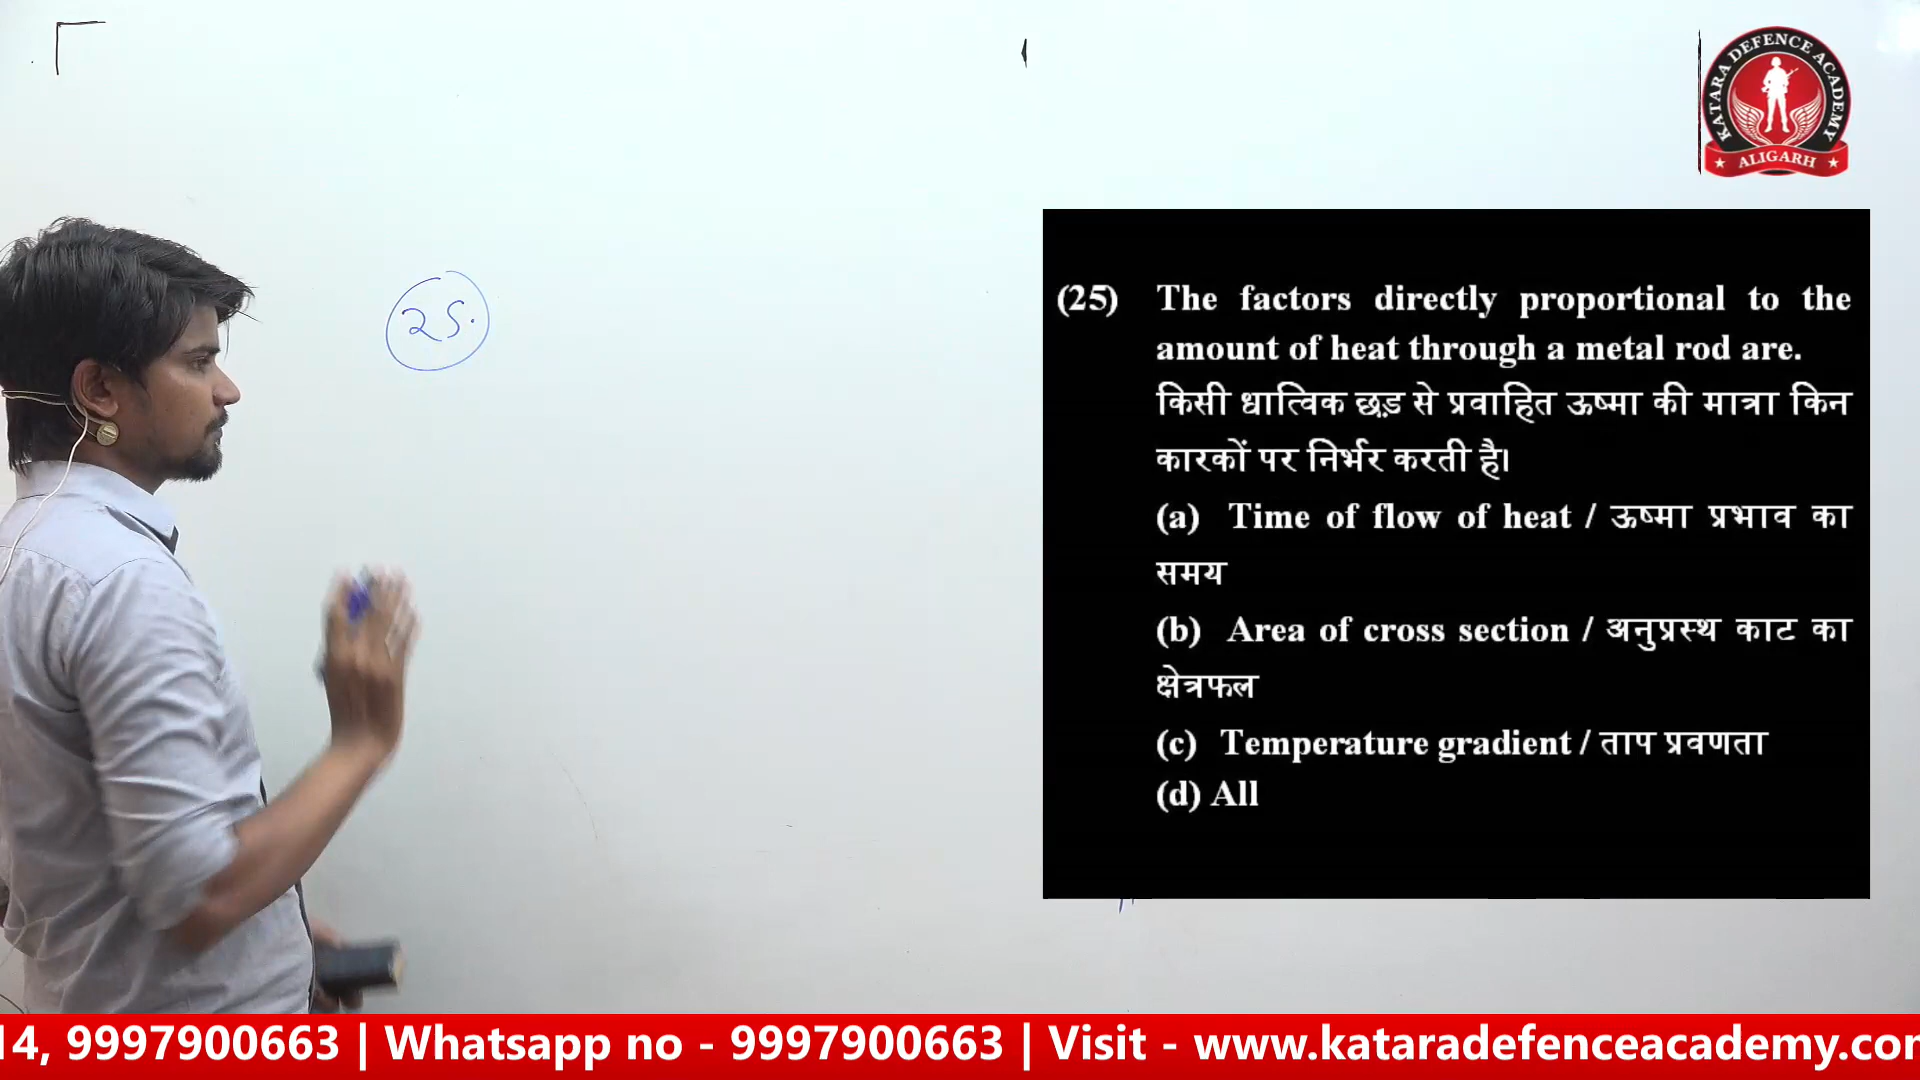 KATARA DEFENCE ACADEMY
ALIGARH
25.
(25) The factors directly proportional to the
amount of heat through a metal rod are.
किसी धात्विक छड़ से प्रवाहित ऊष्मा की मात्रा किन
कारकों पर निर्भर करती है।
(a) Time of flow of heat / ऊष्मा प्रभाव का
समय
(b) Area of cross section / अनुप्रस्थ काट का
क्षेत्रफल
(c) Temperature gradient / ताप प्रवणता
(d) All
14, 9997900663 | Whatsapp no - 9997900663 | Visit - www.kataradefenceacademy.co